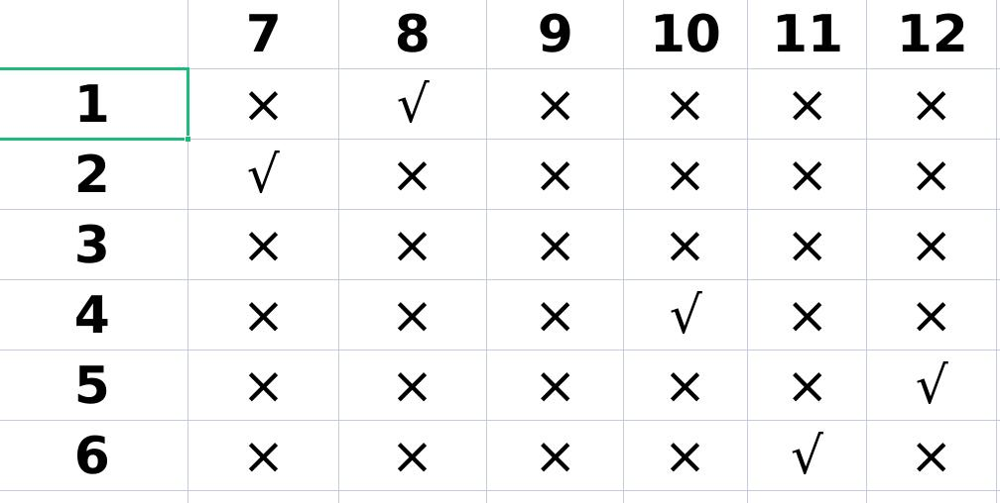 7 8 9 10 11 12
1 × √ × × × ×
2 √ × × × × ×
3 × × × × × ×
4 × × × √ × ×
5 × × × × × √
6 × × × × √ ×